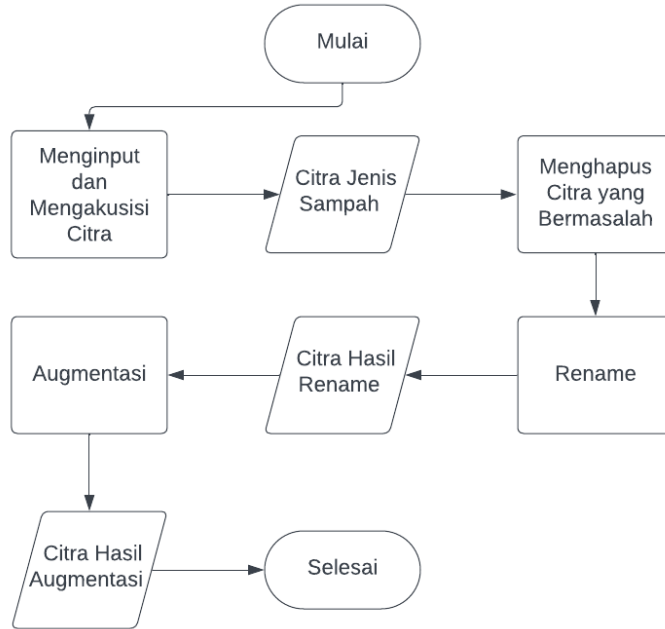 Mulai
Menginput
dan
Mengakusisi
Citra
Citra Jenis
Sampah
Menghapus
Citra yang
Bermasalah
Rename
Citra Hasil
Rename
Augmentasi
Citra Hasil
Augmentasi
Selesai